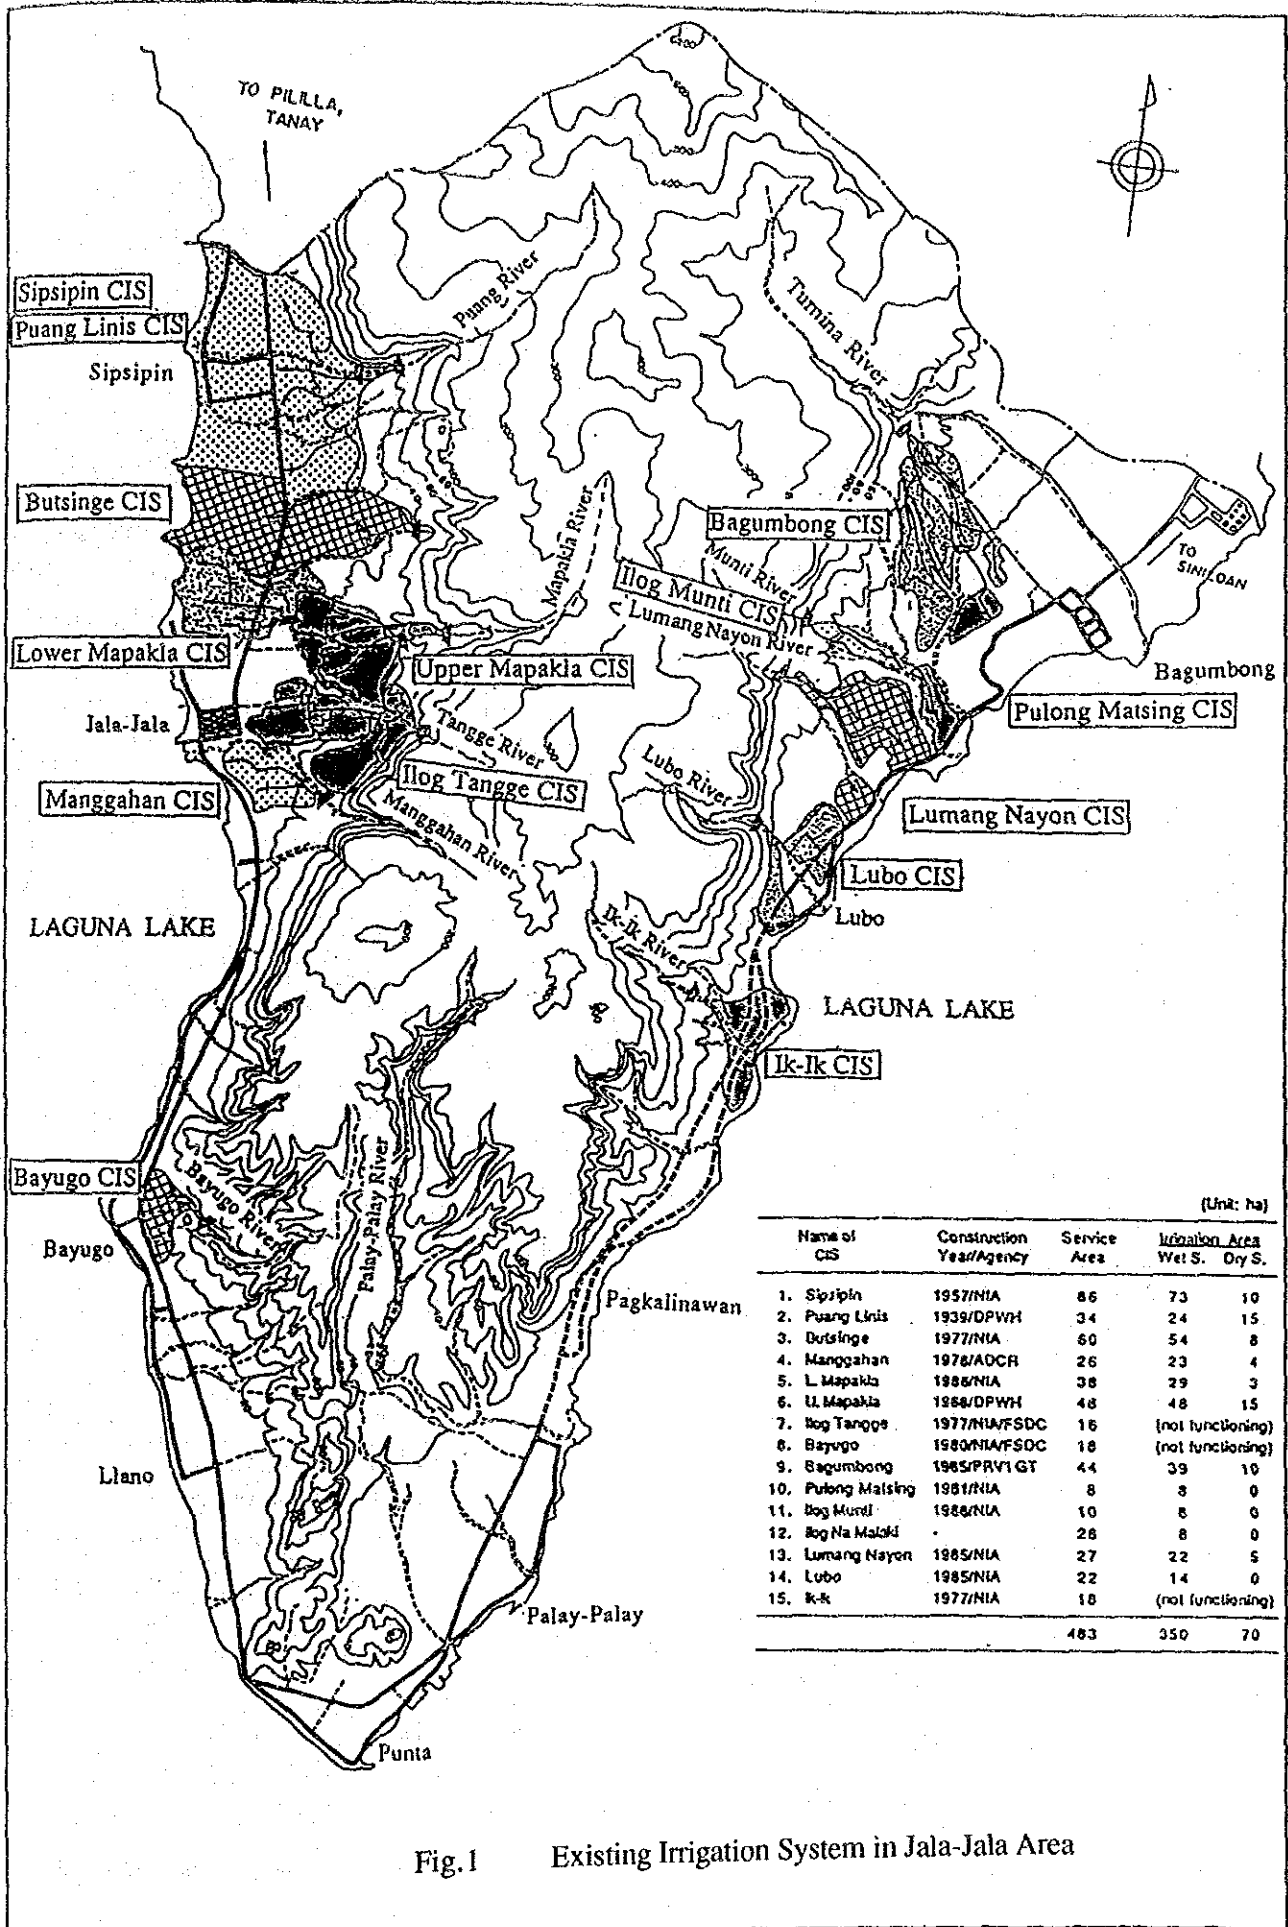 TO PILILLA,
TANAY
Sipsipin CIS
Puang Linis CIS
Sipsipin
Puang River
Tumina River
Butsinge CIS
Mapakla River
Bagumbong CIS
Munti River
Ilog Munti CIS
Lumang Nayon River
TO
SINILOAN
Lower Mapakla CIS
Upper Mapakla CIS
Bagumbong
Jala-Jala
Tangge River
Pulong Matsing CIS
Lubo River
Manggahan CIS
Ilog Tangge CIS
Manggahan River
Lumang Nayon CIS
Lubo CIS
Lubo
LAGUNA LAKE
Ik-Ik River
LAGUNA LAKE
Ik-Ik CIS
Bayugo CIS
Bayugo River
Palay-Palay River
Bayugo
Pagkalinawan
Llano
Palay-Palay
Punta
(Unit: ha)
Name of CIS Construction Year/Agency Service Area Irrigation Area Wet S. Dry S.
1. Sipsipin 1957/NIA 86 73 10
2. Puang Linis 1939/DPWH 34 24 15
3. Butsinge 1977/NIA 60 54 8
4. Manggahan 26 23 4
5. L. Mapakla 38 29 3
6. U. Mapakla 48 48 15
7. Ilog Tangge 1977/NIA/FSDC 16 (not functioning)
8. Bayugo 1980/NIA/FSDC 18 (not functioning)
9. Bagumbong 44 39 10
10. Pulong Matsing 1981/NIA 8 8 0
11. Ilog Munti 10 0
12. - 26 8 0
13. Lumang Nayon 1985/NIA 27 22 5
14. Lubo 1985/NIA 22 14 0
15. Ik-Ik 1977/NIA 18 (not functioning)
463 350 70
Fig.1 Existing Irrigation System in Jala-Jala Area